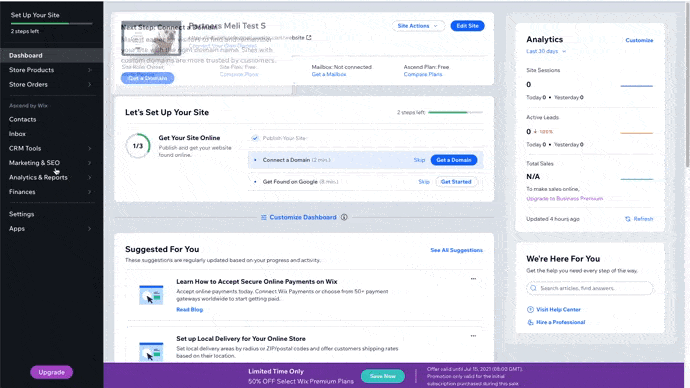 Set Up Your Site
2 steps left
Dashboard
Store Products
Store Orders
Ascend by Wix
Contacts
Inbox
CRM Tools
Marketing & SEO
Analytics & Reports
Finances
Settings
Apps
Upgrade
Next Step: Connect a Domain
Partners Meli Test S
Site Actions
Edit Site
custom domains are more trusted by customers.
Get a Domain
Site Plan: Free
Compare Plans
Mailbox: Not connected
Get a Mailbox
Ascend Plan: Free
Compare Plans
Let's Set Up Your Site
2 steps left
1/3
Get Your Site Online
Publish and get your website
found online.
Publish Your Site
Connect a Domain (2 min.)
Skip
Get a Domain
Get Found on Google (8 min.)
Skip
Get Started
Customize Dashboard
Suggested For You
See All Suggestions
These suggestions are regularly updated based on your progress and activity.
Learn How to Accept Secure Online Payments on Wix
Accept online payments today. Connect Wix Payments or choose from 50+ payment
gateways worldwide to start getting paid.
Read Blog
Set up Local Delivery for Your Online Store
Set local delivery areas by radius or ZIP/postal codes and offer customers shipping rates
based on their location.
Analytics
Customize
Last 30 days
Site Sessions
0
Today 0 • Yesterday 0
Active Leads
0 ↓ 100%
Today 0 • Yesterday 0
Total Sales
N/A
To make sales online,
Upgrade to Business Premium
Updated 4 hours ago
Refresh
We're Here For You
Get the help you need every step of the way.
Search articles, find answers.
Visit Help Center
Hire a Professional
Limited Time Only
50% OFF Select Wix Premium Plans
Save Now
Offer valid until Jul 15, 2021 (05:00 GMT).
Promotion only valid for the initial
subscription purchased during this sale